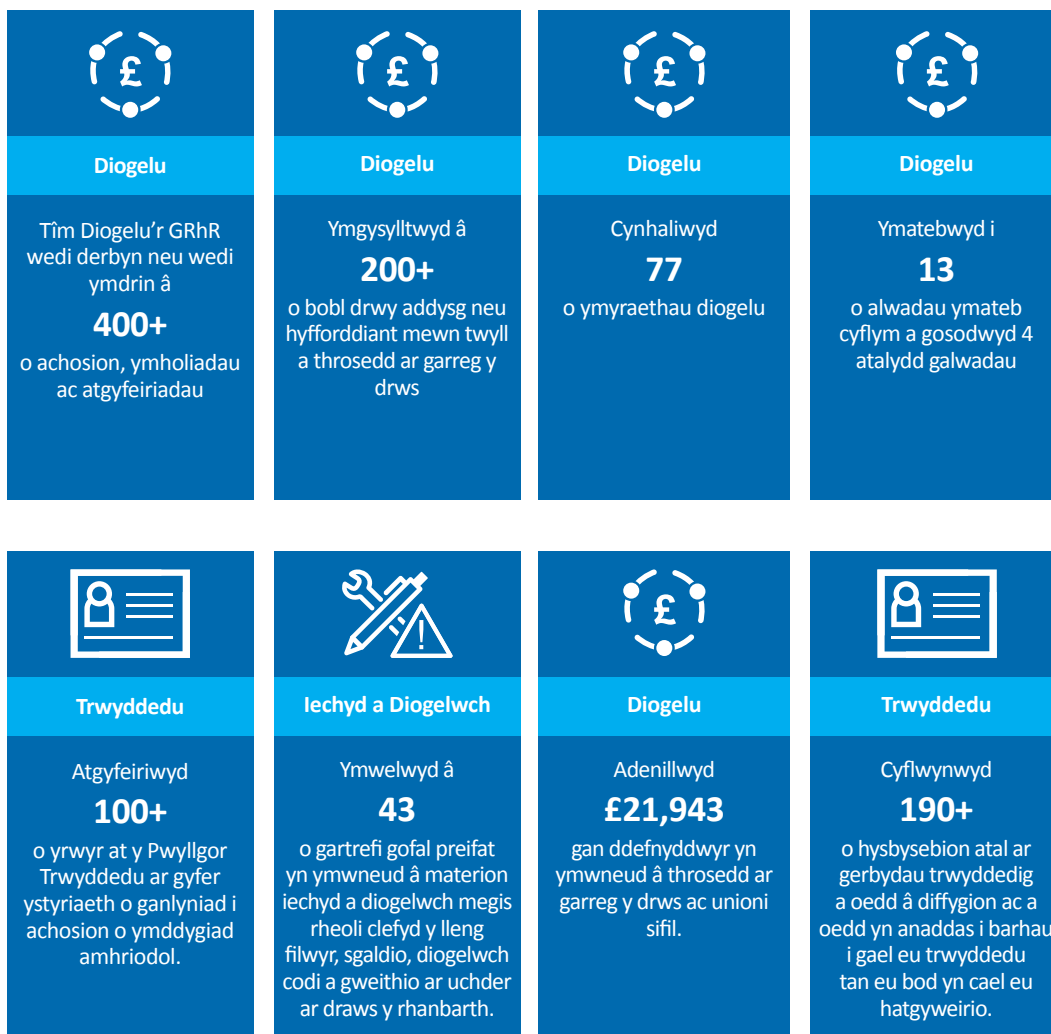 £
Diogelu
Tîm Diogelu’r GRhR
wedi derbyn neu wedi
ymdrin â
400+
o achosion, ymholiadau
ac atgyfeiriadau
£
Diogelu
Ymgysylltwyd â
200+
o bobl drwy addysg neu
hyfforddiant mewn twyll
a throsedd ar garreg y
drws
£
Diogelu
Cynhaliwyd
77
o ymyraethau diogelu
£
Diogelu
Ymatebwyd i
13
o alwadau ymateb
cyflym a gosodwyd 4
atalydd galwadau
Trwyddedu
Atgyfeiriwyd
100+
o yrwyr at y Pwyllgor
Trwyddedu ar gyfer
ystyriaeth o ganlyniad i
achosion o ymddygiad
amhriodol.
!
Iechyd a Diogelwch
Ymwelwyd â
43
o gartrefi gofal preifat
yn ymwneud â materion
iechyd a diogelwch megis
rheoli clefyd y lleng
filwyr, sgaldio, diogelwch
codi a gweithio ar uchder
ar draws y rhanbarth.
£
Diogelu
Adenillwyd
£21,943
gan ddefnyddwyr yn
ymwneud â throsedd ar
garreg y drws ac unioni
sifil.
Trwyddedu
Cyflwynwyd
190+
o hysbysebion atal ar
gerbydau trwyddedig
a oedd â diffygion ac a
oedd yn anaddas i barhau
i gael eu trwyddedu
tan eu bod yn cael eu
hatgyweirio.